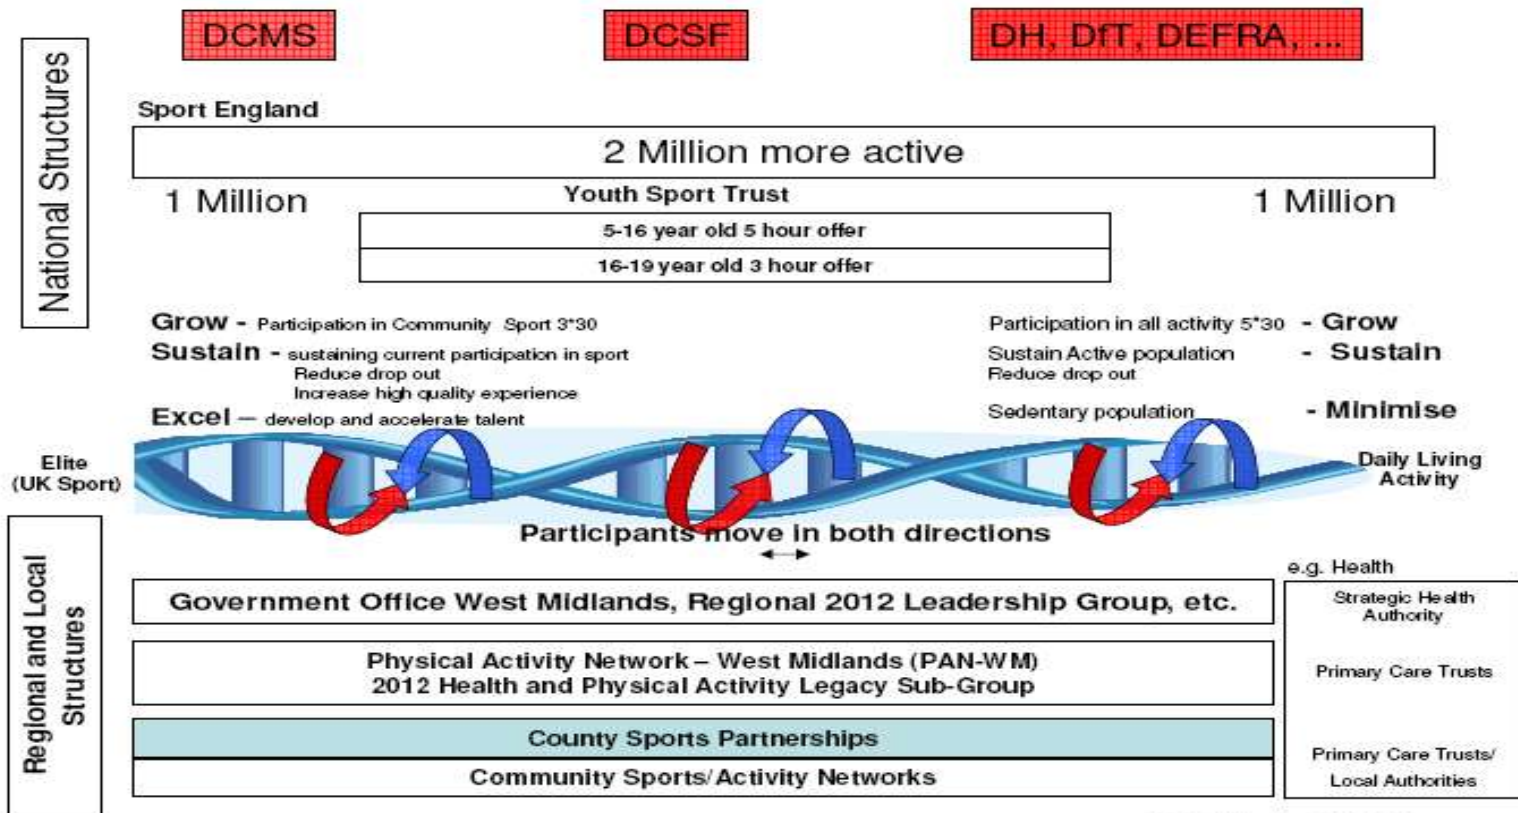 DCMS
DCSF
DH, DfT, DEFRA, ...
National Structures
Sport England
2 Million more active
1 Million
Youth Sport Trust
1 Million
5-16 year old 5 hour offer
16-19 year old 3 hour offer
Grow - Participation in Community Sport 3*30
Sustain - sustaining current participation in sport
Reduce drop out
Increase high quality experience
Excel – develop and accelerate talent
Participation in all activity 5*30 - Grow
Sustain Active population - Sustain
Reduce drop out
Sedentary population - Minimise
Elite
(UK Sport)
Daily Living
Activity
Participants move in both directions
Regional and Local
Structures
Government Office West Midlands, Regional 2012 Leadership Group, etc.
Physical Activity Network – West Midlands (PAN-WM)
2012 Health and Physical Activity Legacy Sub-Group
County Sports Partnerships
Community Sports/Activity Networks
e.g. Health
Strategic Health
Authority
Primary Care Trusts
Primary Care Trusts/
Local Authorities